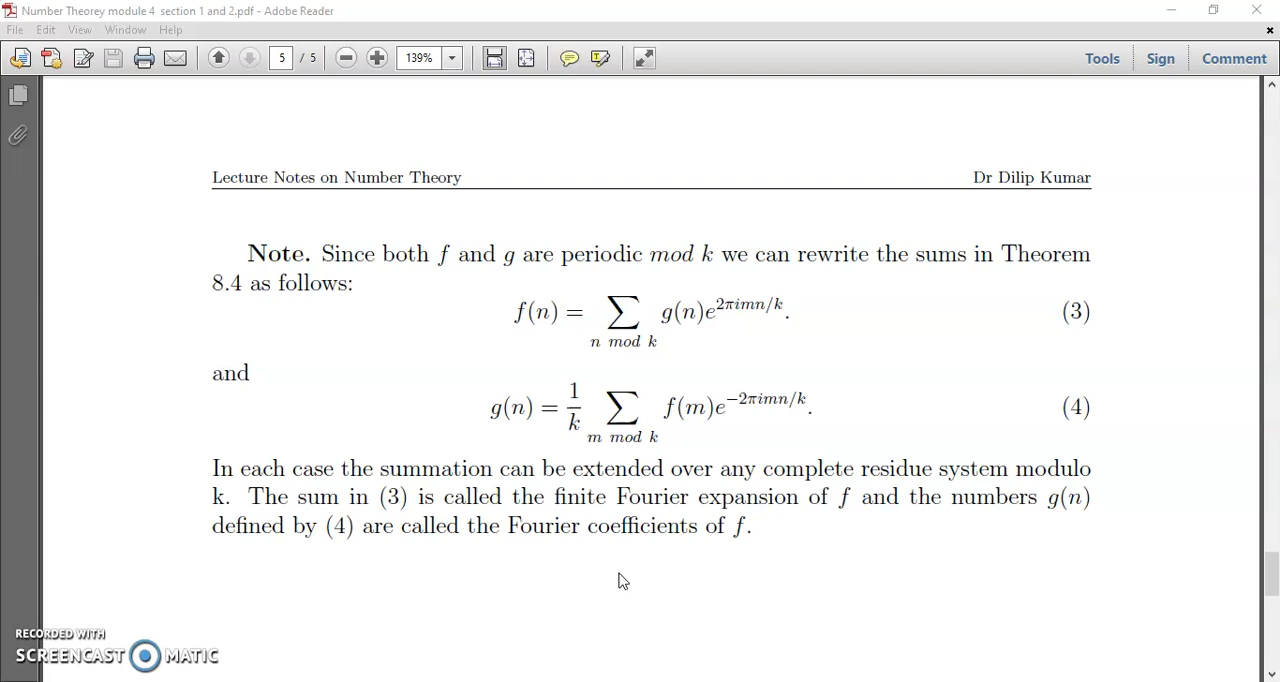 Number Theorey module 4 section 1 and 2.pdf - Adobe Reader
File Edit View Window Help
5 / 5 139% Tools Sign Comment
Lecture Notes on Number Theory Dr Dilip Kumar
Note. Since both f and g are periodic mod k we can rewrite the sums in Theorem
8.4 as follows:
f(n) = ∑_{n mod k} g(n)e^{2πimn/k}. (3)
and
g(n) = \frac{1}{k} ∑_{m mod k} f(m)e^{−2πimn/k}. (4)
In each case the summation can be extended over any complete residue system modulo
k. The sum in (3) is called the finite Fourier expansion of f and the numbers g(n)
defined by (4) are called the Fourier coefficients of f.
RECORDED WITH
SCREENCAST MATIC